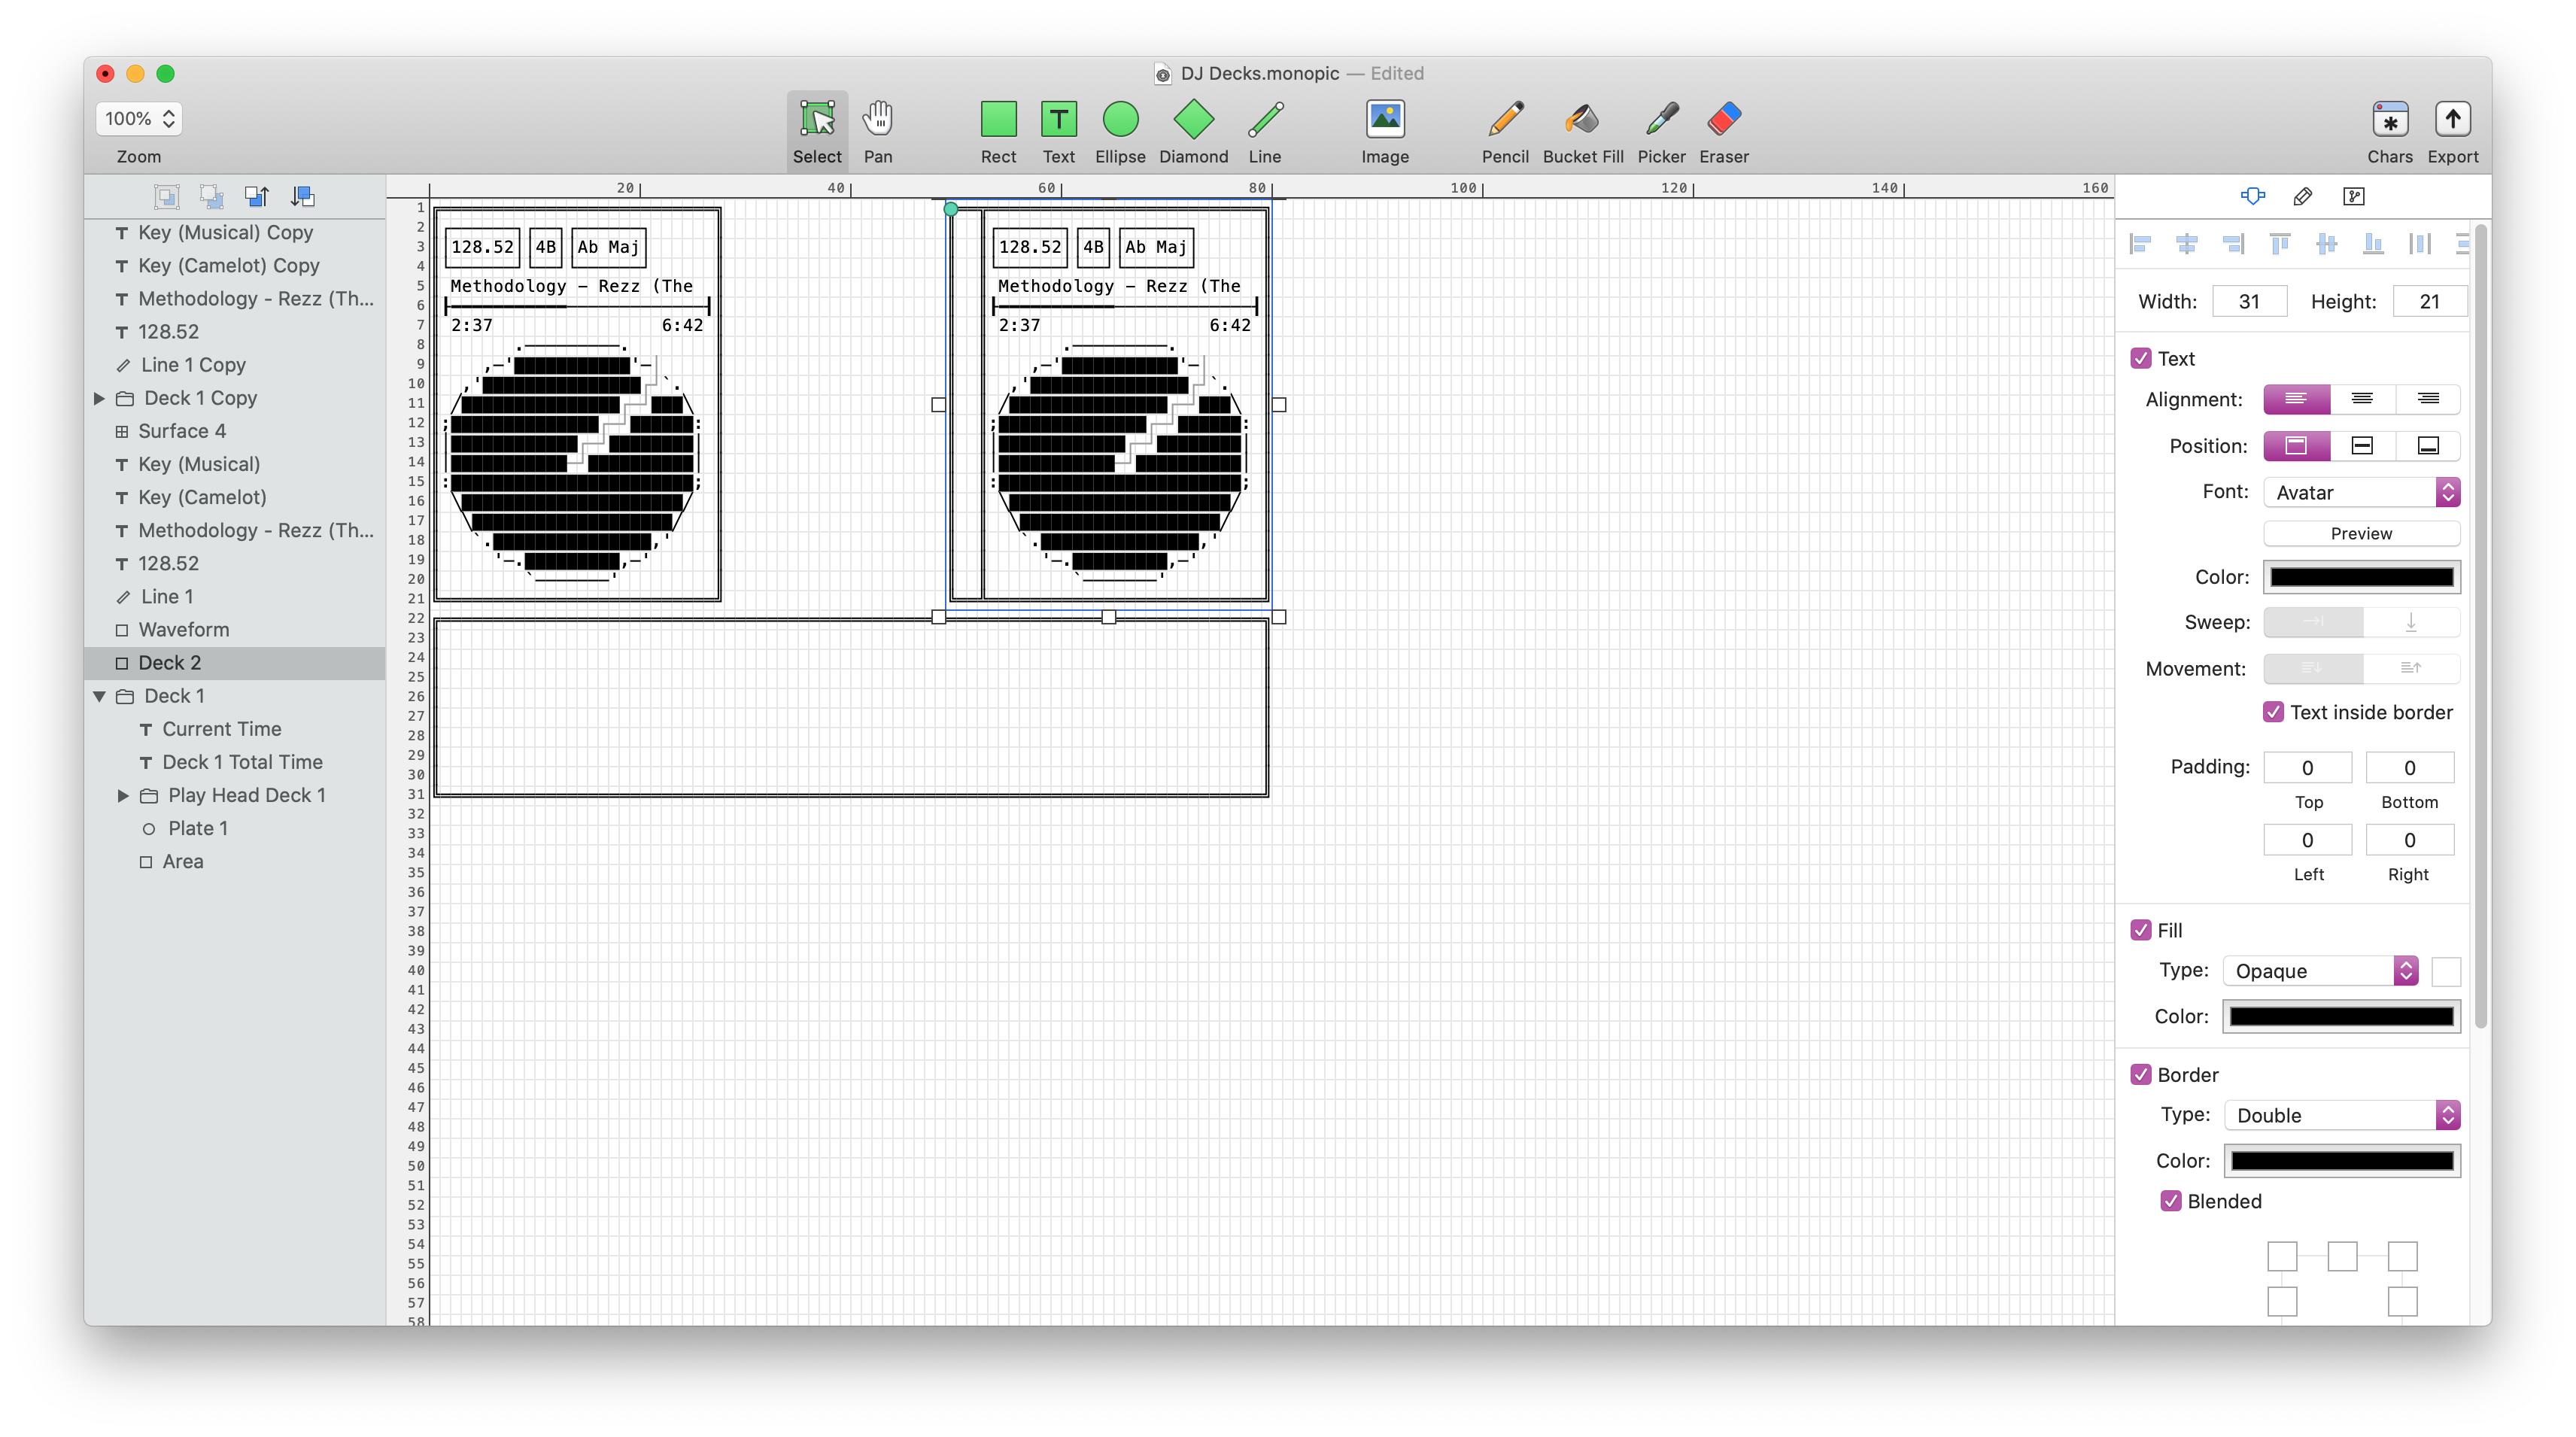 DJ Decks.monopic — Edited
100%
Zoom
Select
Pan
Rect
Text
Ellipse
Diamond
Line
Image
Pencil
Bucket Fill
Picker
Eraser
Chars
Export
Key (Musical) Copy
Key (Camelot) Copy
Methodology - Rezz (Th...
128.52
Line 1 Copy
Deck 1 Copy
Surface 4
Key (Musical)
Key (Camelot)
Methodology - Rezz (Th...
128.52
Line 1
Waveform
Deck 2
Deck 1
Current Time
Deck 1 Total Time
Play Head Deck 1
Plate 1
Area
20 40 60 80 100 120 140 160
1
2
3
4
5
6
7
8
9
10
11
12
13
14
15
16
17
18
19
20
21
22
23
24
25
26
27
28
29
30
31
32
33
34
35
36
37
38
39
40
41
42
43
44
45
46
47
48
49
50
51
52
53
54
55
56
57
58
128.52 4B Ab Maj
Methodology – Rezz (The
2:37 6:42
128.52 4B Ab Maj
Methodology – Rezz (The
2:37 6:42
Width: 31 Height: 21
Text
Alignment:
Position:
Font: Avatar
Preview
Color:
Sweep:
Movement:
Text inside border
Padding: 0 0
Top Bottom
0 0
Left Right
Fill
Type: Opaque
Color:
Border
Type: Double
Color:
Blended